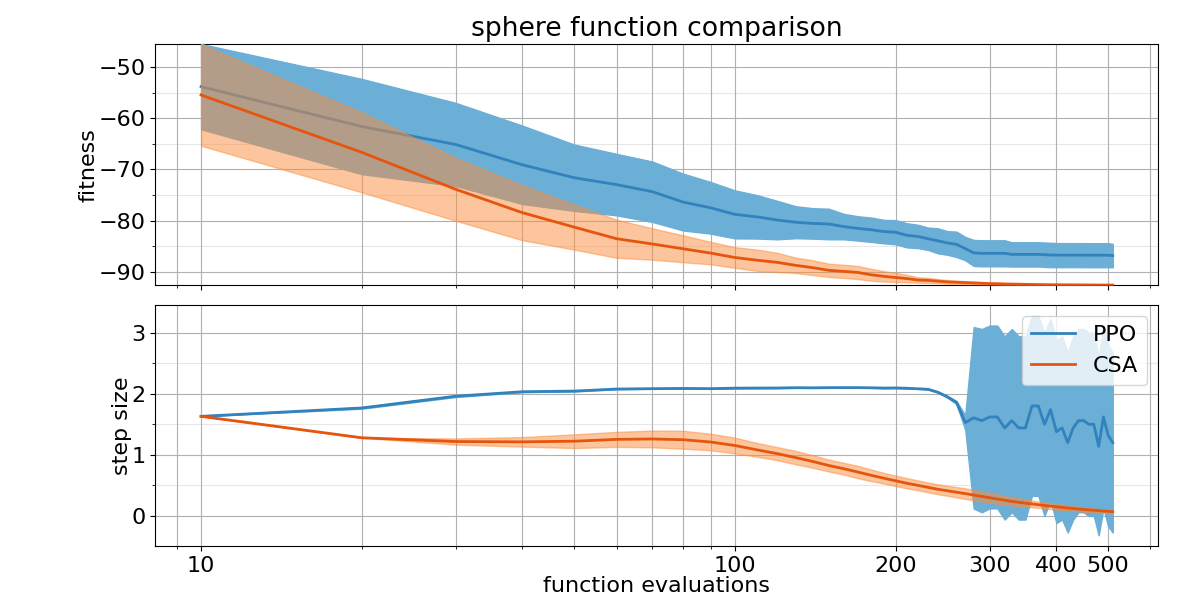 sphere function comparison
fitness
−50
−60
−70
−80
−90
step size
3
2
1
0
PPO
CSA
10
100
200
300
400
500
function evaluations